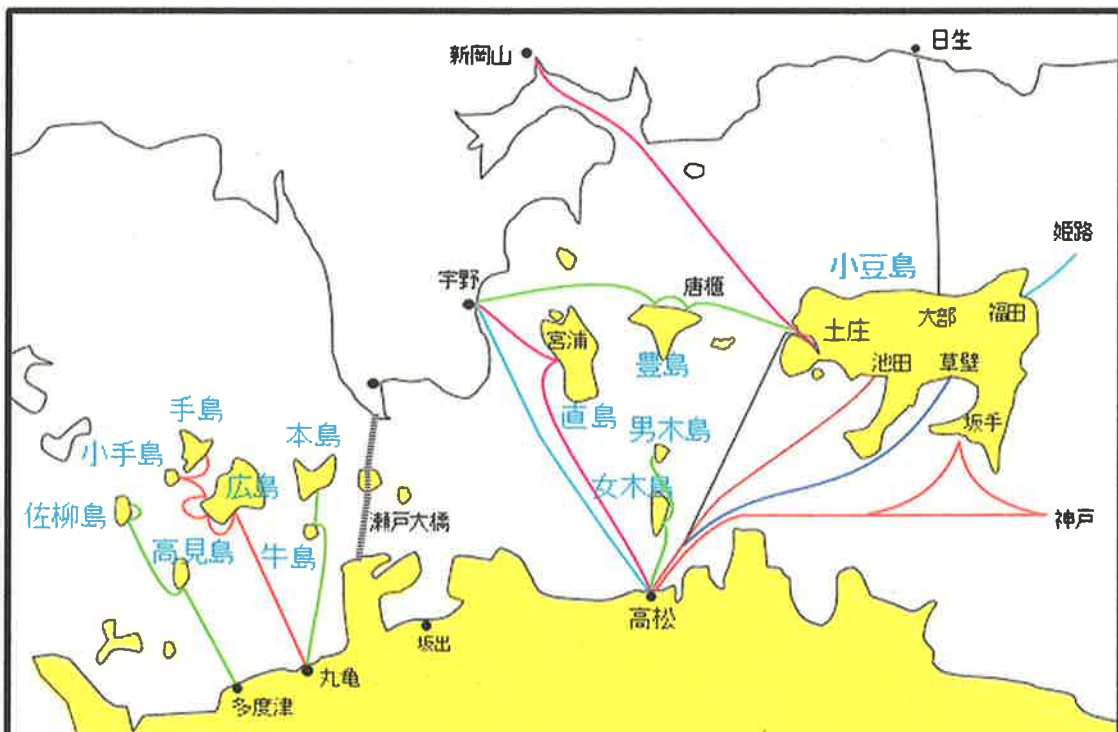 日生
新岡山
姫路
小豆島
宇野
唐櫃
大部
福田
土庄
宮浦
豊島
池田
草壁
直島
手島
本島
男木島
坂手
小手島
広島
女木島
佐柳島
瀬戸大橋
神戸
高見島
牛島
高松
坂出
丸亀
多度津